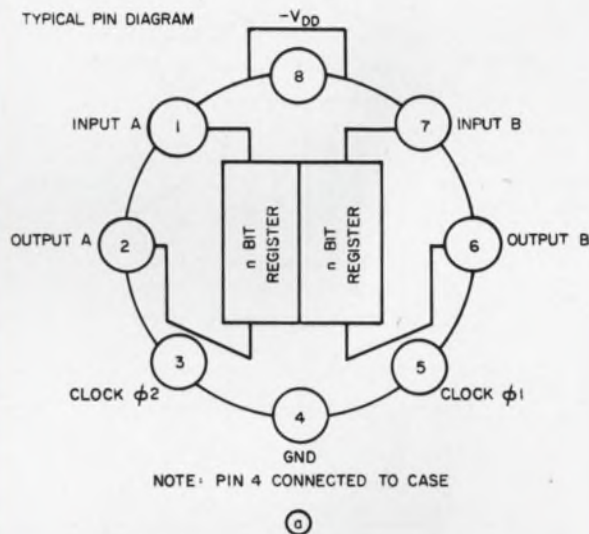 TYPICAL PIN DIAGRAM
-VDD
8
INPUT A
1
7
INPUT B
n BIT
REGISTER
n BIT
REGISTER
OUTPUT A
2
6
OUTPUT B
3
5
CLOCK ϕ2
CLOCK ϕ1
4
GND
NOTE: PIN 4 CONNECTED TO CASE
a